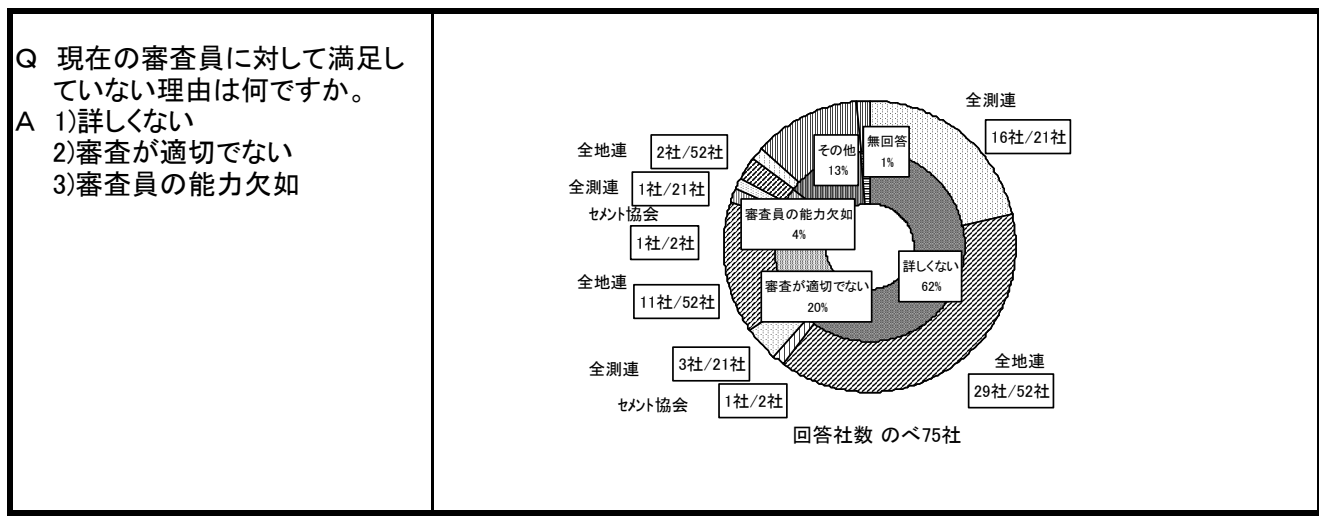 Q 現在の審査員に対して満足し
ていない理由は何ですか。
A 1)詳しくない
2)審査が適切でない
3)審査員の能力欠如
全測連
16社/21社
無回答
1%
その他
13%
全地連
2社/52社
全測連
1社/21社
セメント協会
1社/2社
審査員の能力欠如
4%
詳しくない
62%
審査が適切でない
20%
全地連
11社/52社
全測連
3社/21社
セメント協会
1社/2社
全地連
29社/52社
回答社数 のべ75社